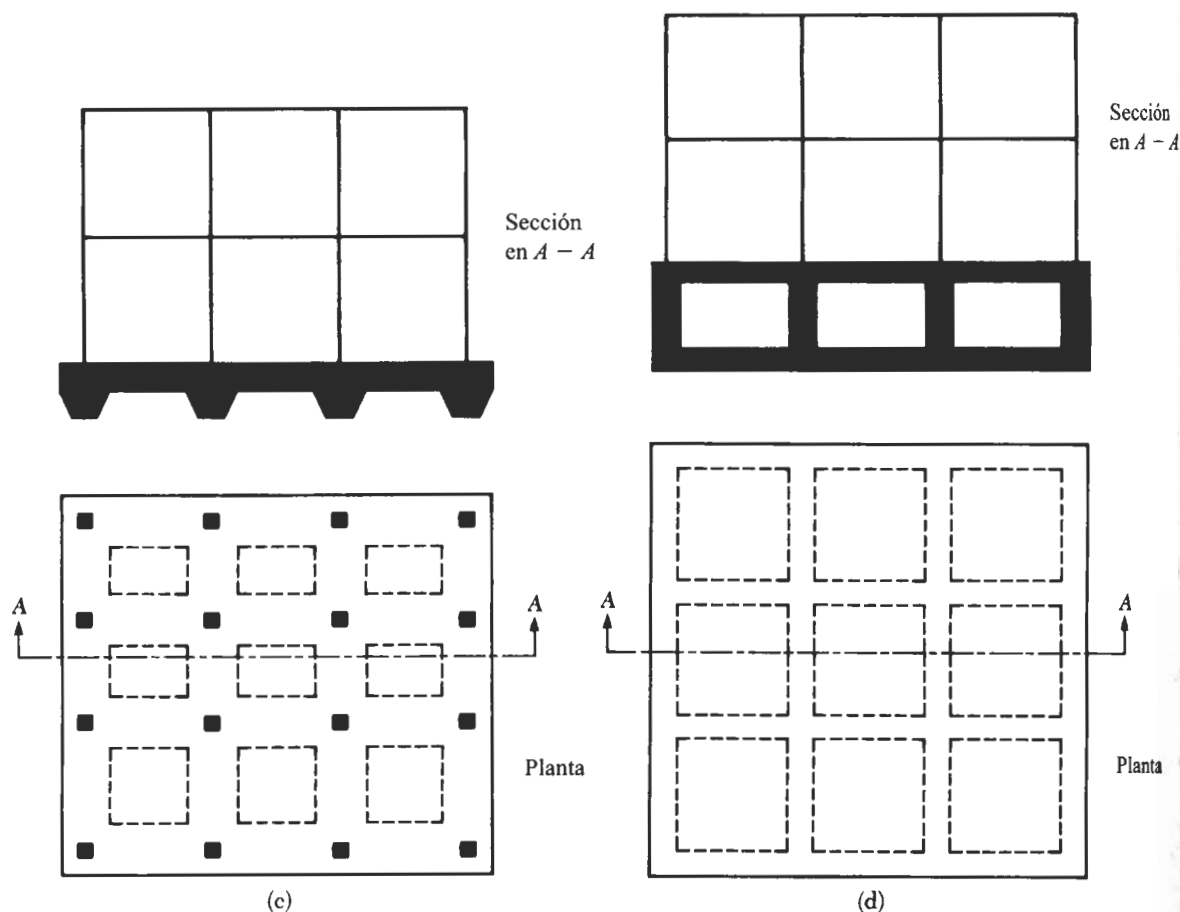 Sección
en A – A
Sección
en A – A
A
A
Planta
(c)
A
A
Planta
(d)